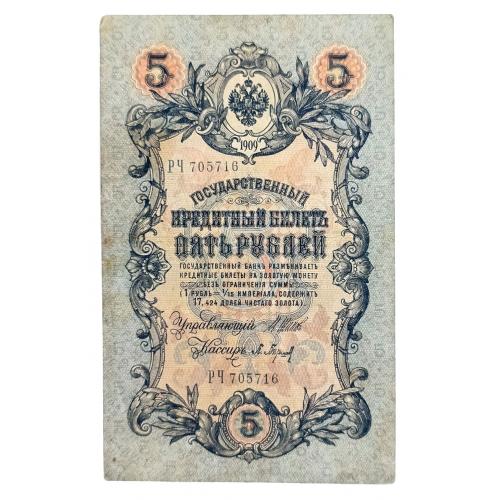 5 5
1909
РЧ 705716
ГОСУДАРСТВЕННЫЙ
КРЕДИТНЫЙ БИЛЕТЪ
ПЯТЬ РУБЛЕЙ
ГОСУДАРСТВЕННЫЙ БАНКЪ РАЗМѢНИВАЕТЪ
КРЕДИТНЫЕ БИЛЕТЫ НА ЗОЛОТУЮ МОНЕТУ
БЕЗЪ ОГРАНИЧЕНІЯ СУММЫ
(1 РУБЛЬ = 1/15 ИМПЕРІАЛА, СОДЕРЖИТЪ
17,424 ДОЛЕЙ ЧИСТАГО ЗОЛОТА).
Управляющій
Кассиръ
РЧ 705716
5